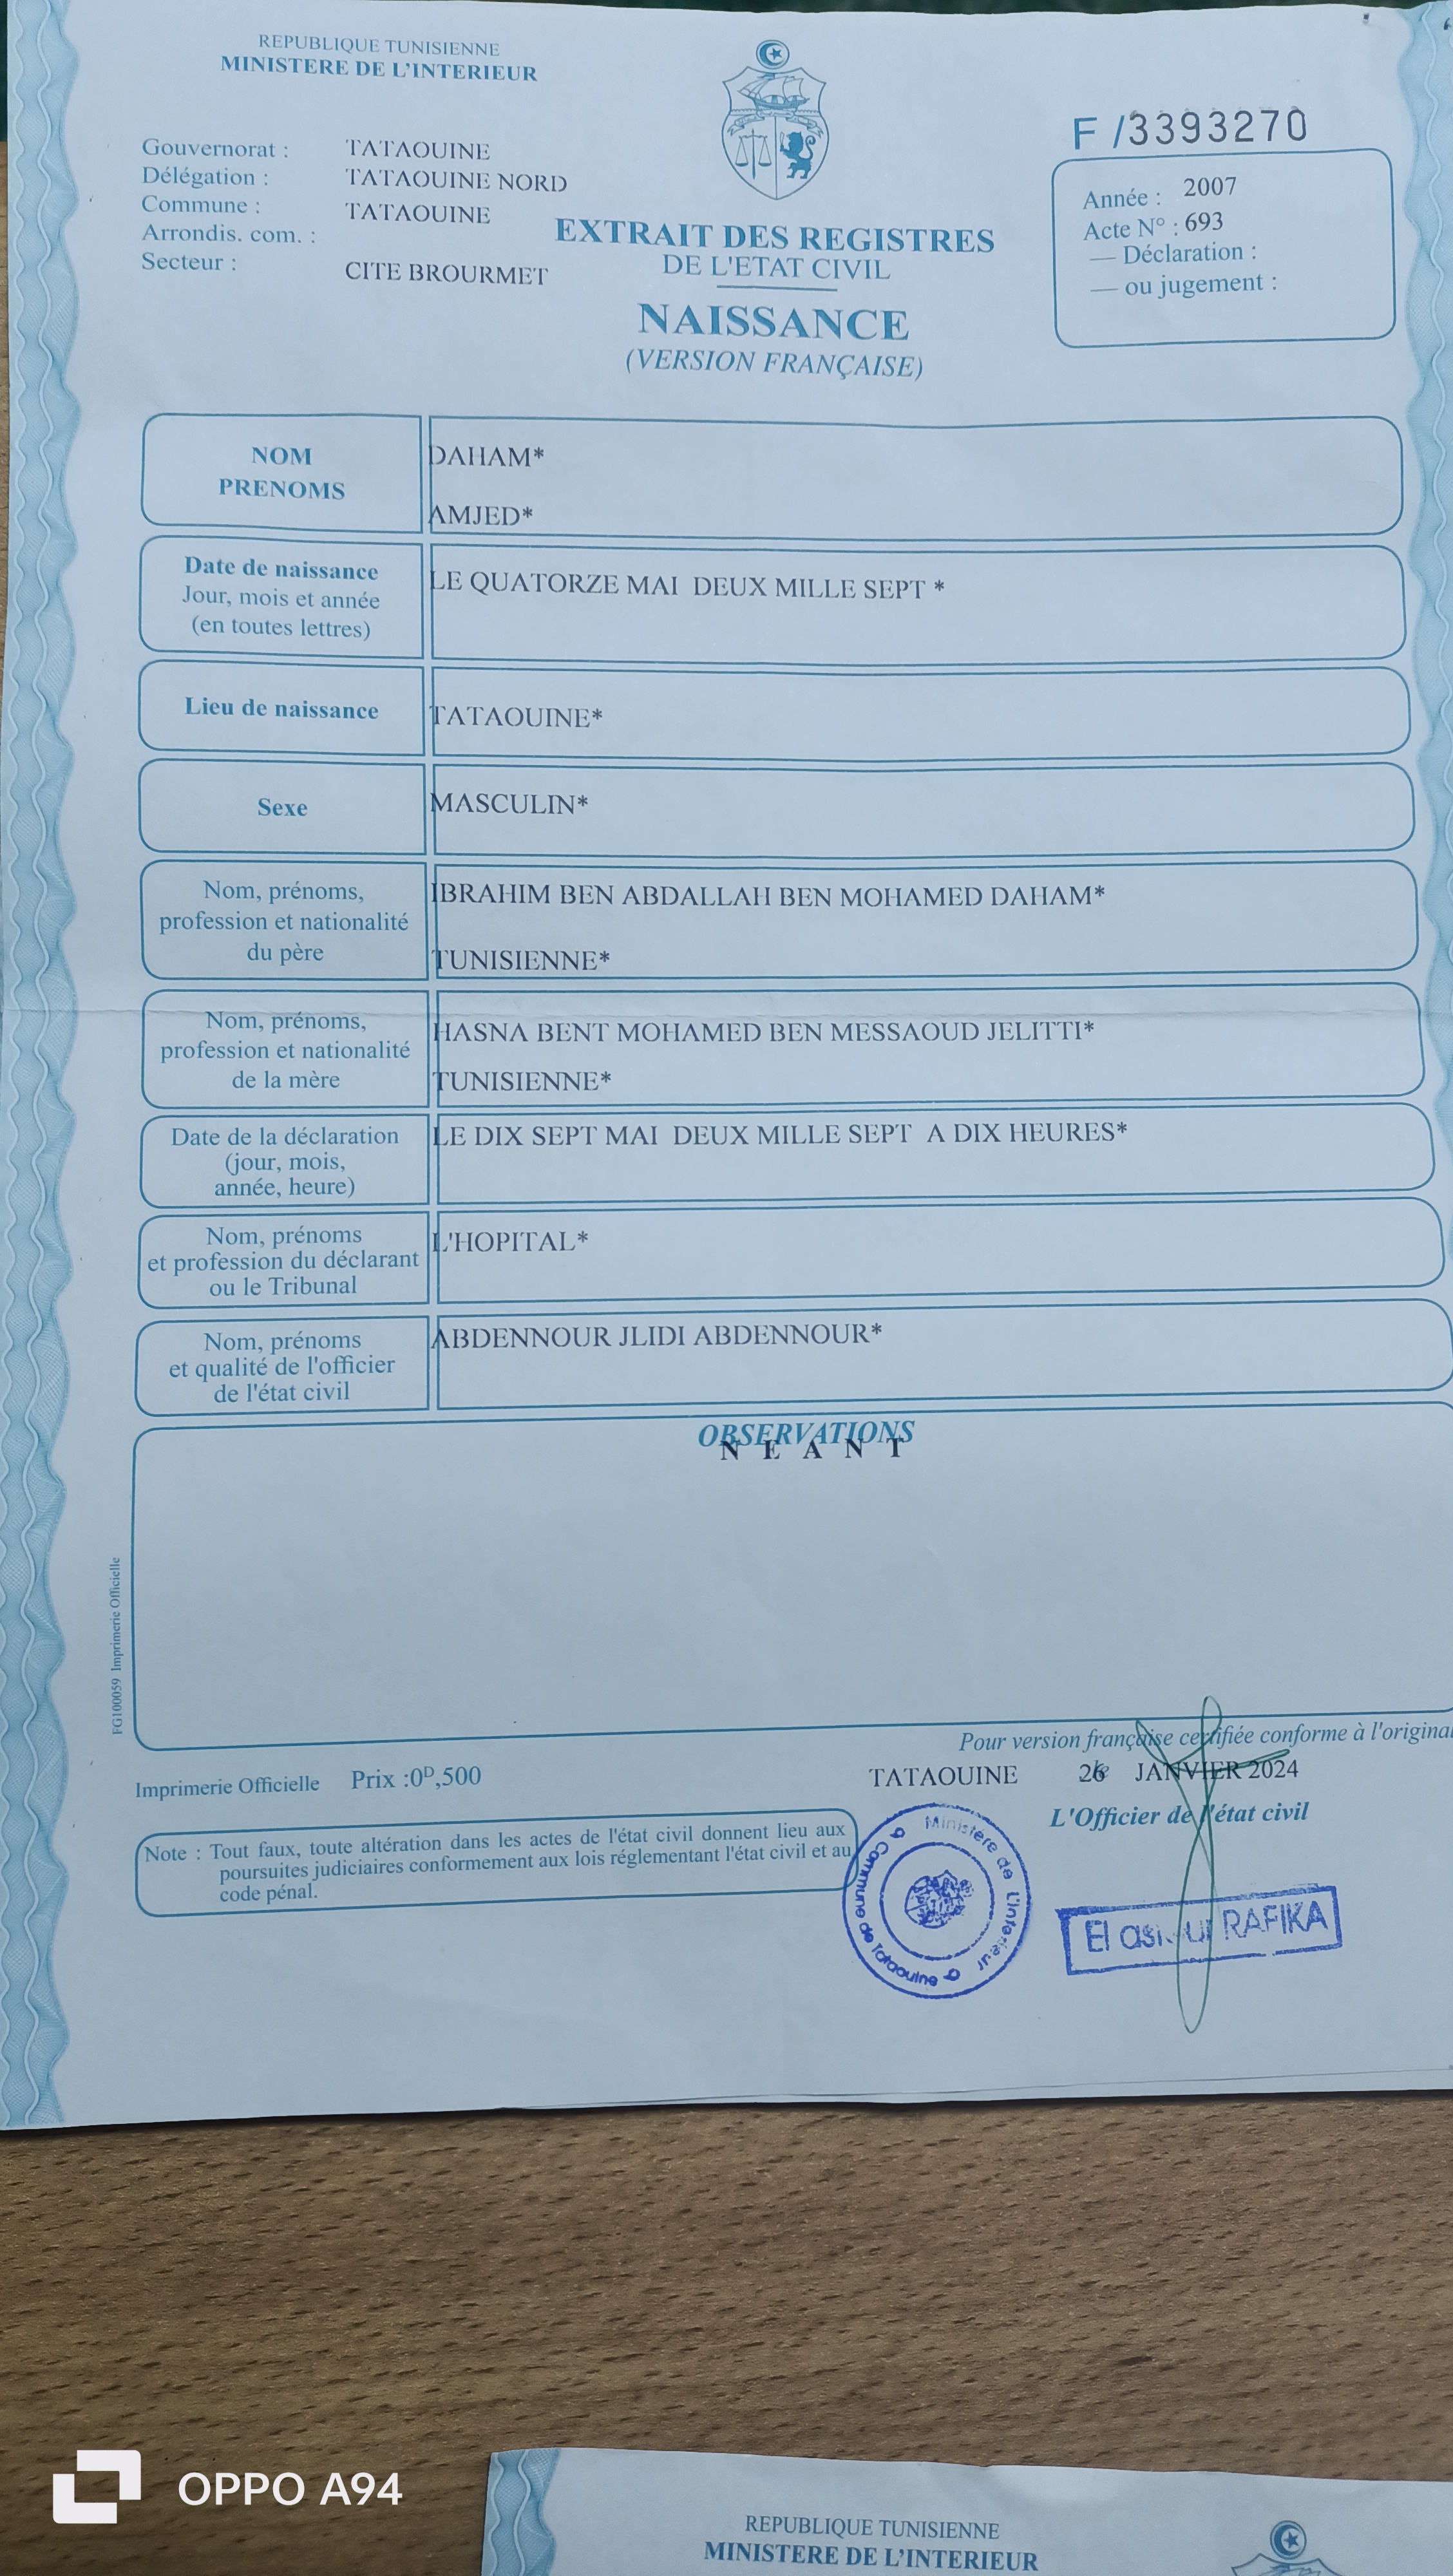 REPUBLIQUE TUNISIENNE
MINISTERE DE L'INTERIEUR
F /3393270
Gouvernorat : TATAOUINE
Délégation : TATAOUINE NORD
Commune : TATAOUINE
Arrondis. com. :
Secteur : CITE BROURMET
EXTRAIT DES REGISTRES
DE L'ETAT CIVIL
NAISSANCE
(VERSION FRANÇAISE)
Année : 2007
Acte N° : 693
— Déclaration :
— ou jugement :
NOM
PRENOMS
DAHAM*
AMJED*
Date de naissance
Jour, mois et année
(en toutes lettres)
LE QUATORZE MAI DEUX MILLE SEPT *
Lieu de naissance
TATAOUINE*
Sexe
MASCULIN*
Nom, prénoms,
profession et nationalité
du père
IBRAHIM BEN ABDALLAH BEN MOHAMED DAHAM*
TUNISIENNE*
Nom, prénoms,
profession et nationalité
de la mère
HASNA BENT MOHAMED BEN MESSAOUD JELITTI*
TUNISIENNE*
Date de la déclaration
(jour, mois,
année, heure)
LE DIX SEPT MAI DEUX MILLE SEPT A DIX HEURES*
Nom, prénoms
et profession du déclarant
ou le Tribunal
L'HOPITAL*
Nom, prénoms
et qualité de l'officier
de l'état civil
ABDENNOUR JLIDI ABDENNOUR*
OBSERVATIONS
N E A N T
FG100059 Imprimerie Officielle
Pour version française certifiée conforme à l'original
Imprimerie Officielle Prix :0ᴰ,500
TATAOUINE 26 JANVIER 2024
L'Officier de l'état civil
Note : Tout faux, toute altération dans les actes de l'état civil donnent lieu aux
poursuites judiciaires conformement aux lois réglementant l'état civil et au
code pénal.
Ministère de L'Interieur
Commune de Tataouine
El RAFIKA
OPPO A94
REPUBLIQUE TUNISIENNE
MINISTERE DE L'INTERIEUR